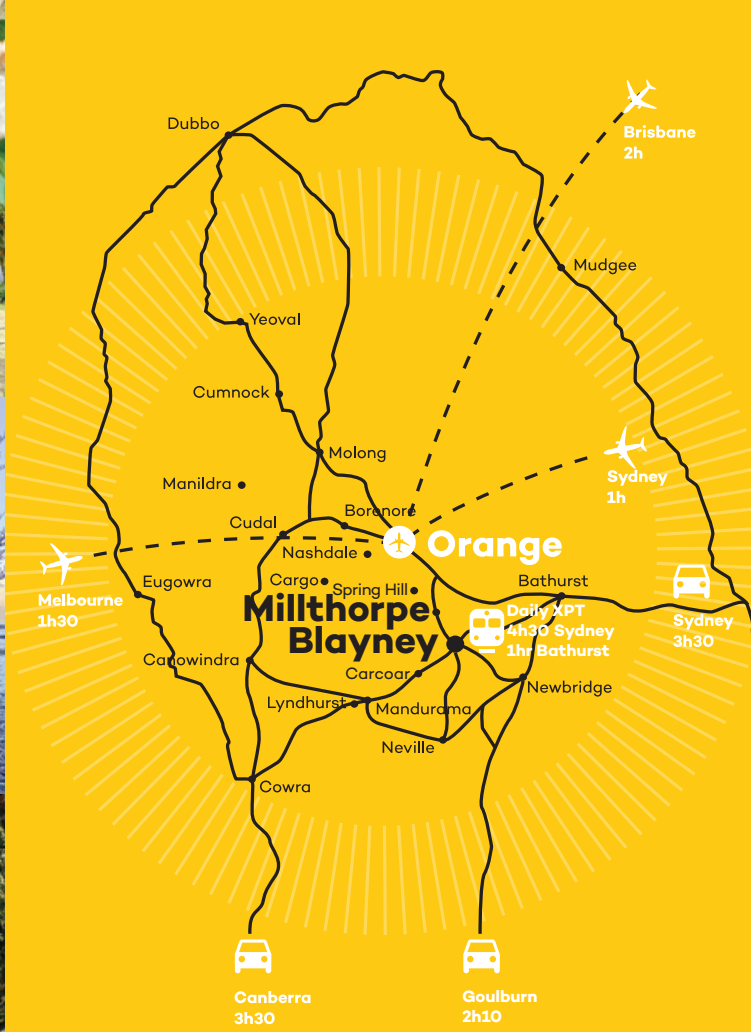 Dubbo
Brisbane
2h
Mudgee
Yeoval
Cumnock
Molong
Sydney
1h
Manildra
Borenore
Cudal
Orange
Nashdale
Melbourne
1h30
Eugowra
Cargo
Spring Hill
Bathurst
Millthorpe
Daily XPT
4h30 Sydney
1hr Bathurst
Sydney
3h30
Blayney
Canowindra
Carcoar
Newbridge
Lyndhurst
Mandurama
Neville
Cowra
Canberra
3h30
Goulburn
2h10